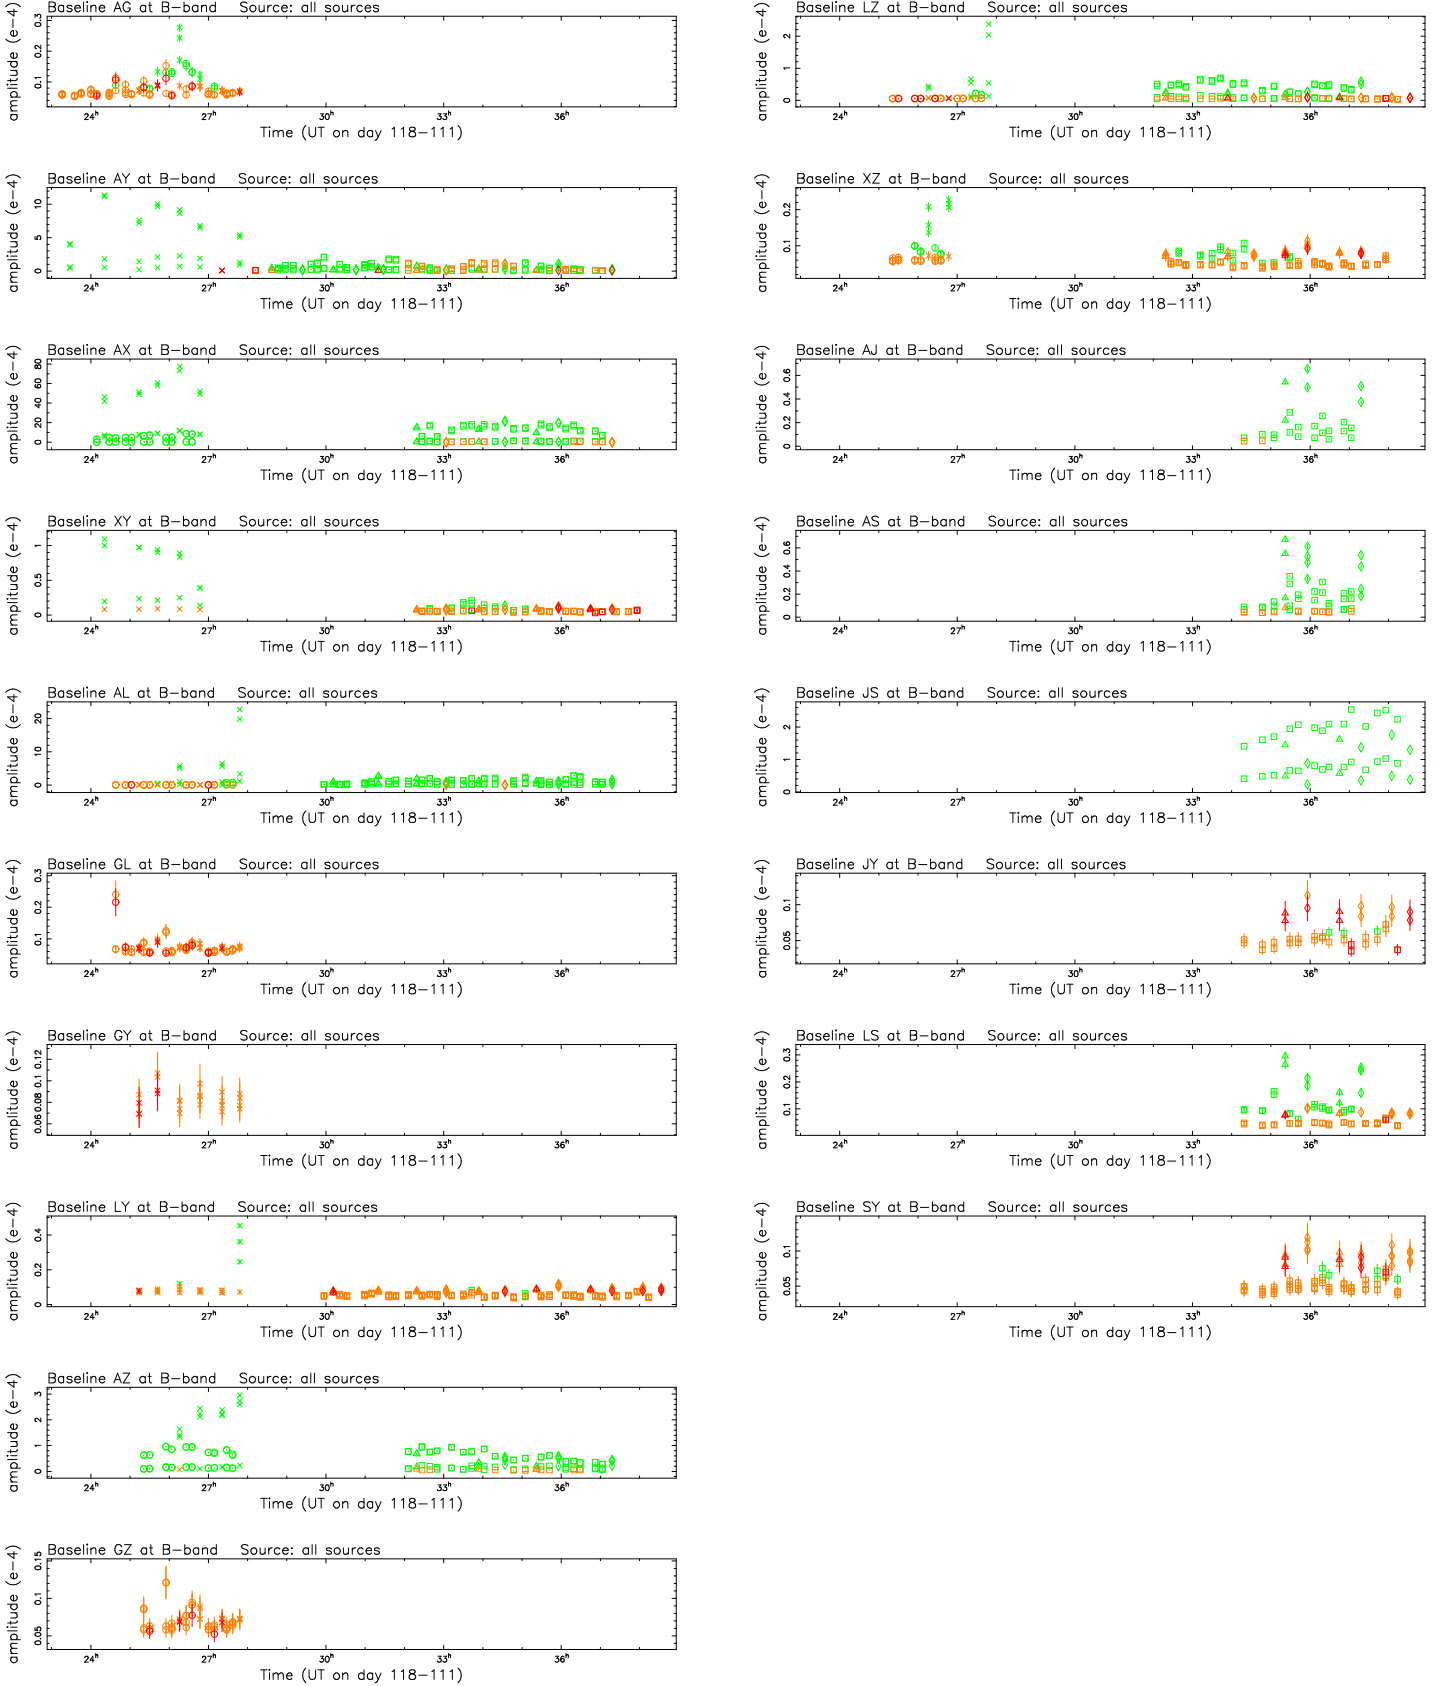 Baseline AG at B-band Source: all sources
amplitude (e-4)
0.1 0.2 0.3
24h 27h 30h 33h 36h
Time (UT on day 118-111)
Baseline AY at B-band Source: all sources
amplitude (e-4)
0 5 10
24h 27h 30h 33h 36h
Time (UT on day 118-111)
Baseline AX at B-band Source: all sources
amplitude (e-4)
0 20 40 60 80
24h 27h 30h 33h 36h
Time (UT on day 118-111)
Baseline XY at B-band Source: all sources
amplitude (e-4)
0 0.5 1
24h 27h 30h 33h 36h
Time (UT on day 118-111)
Baseline AL at B-band Source: all sources
amplitude (e-4)
0 10 20
24h 27h 30h 33h 36h
Time (UT on day 118-111)
Baseline GL at B-band Source: all sources
amplitude (e-4)
0.1 0.2 0.3
24h 27h 30h 33h 36h
Time (UT on day 118-111)
Baseline GY at B-band Source: all sources
amplitude (e-4)
0.06 0.08 0.1 0.12
24h 27h 30h 33h 36h
Time (UT on day 118-111)
Baseline LY at B-band Source: all sources
amplitude (e-4)
0 0.2 0.4
24h 27h 30h 33h 36h
Time (UT on day 118-111)
Baseline AZ at B-band Source: all sources
amplitude (e-4)
0 1 2 3
24h 27h 30h 33h 36h
Time (UT on day 118-111)
Baseline GZ at B-band Source: all sources
amplitude (e-4)
0.05 0.1 0.15
24h 27h 30h 33h 36h
Time (UT on day 118-111)
Baseline LZ at B-band Source: all sources
amplitude (e-4)
0 1 2
24h 27h 30h 33h 36h
Time (UT on day 118-111)
Baseline XZ at B-band Source: all sources
amplitude (e-4)
0.1 0.2
24h 27h 30h 33h 36h
Time (UT on day 118-111)
Baseline AJ at B-band Source: all sources
amplitude (e-4)
0 0.2 0.4 0.6
24h 27h 30h 33h 36h
Time (UT on day 118-111)
Baseline AS at B-band Source: all sources
amplitude (e-4)
0 0.2 0.4 0.6
24h 27h 30h 33h 36h
Time (UT on day 118-111)
Baseline JS at B-band Source: all sources
amplitude (e-4)
0 1 2
24h 27h 30h 33h 36h
Time (UT on day 118-111)
Baseline JY at B-band Source: all sources
amplitude (e-4)
0.05 0.1
24h 27h 30h 33h 36h
Time (UT on day 118-111)
Baseline LS at B-band Source: all sources
amplitude (e-4)
0.1 0.2 0.3
24h 27h 30h 33h 36h
Time (UT on day 118-111)
Baseline SY at B-band Source: all sources
amplitude (e-4)
0.05 0.1
24h 27h 30h 33h 36h
Time (UT on day 118-111)